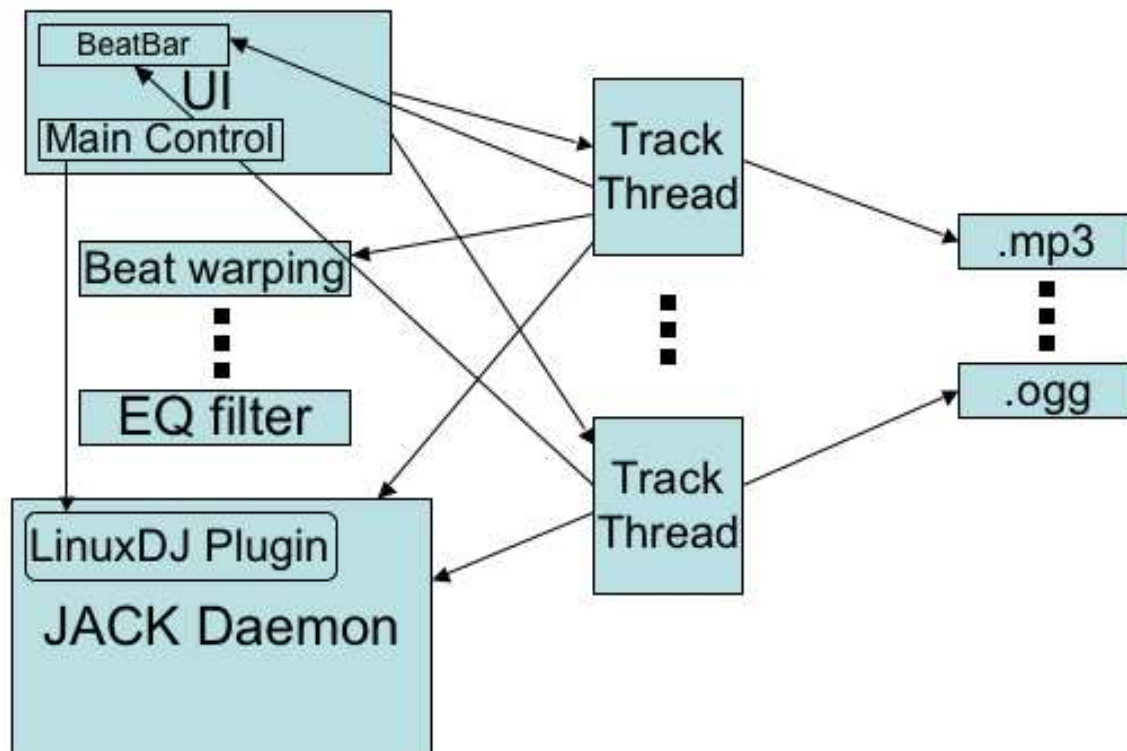 BeatBar
UI
Main Control
Beat warping
EQ filter
LinuxDJ Plugin
JACK Daemon
Track
Thread
Track
Thread
.mp3
.ogg